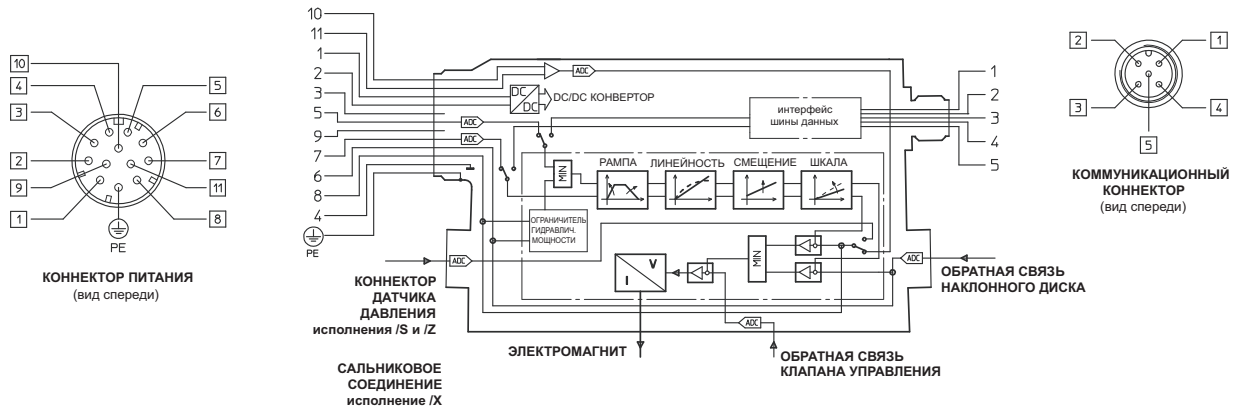 10
4
3
2
9
1
5
6
7
11
8
PE
КОННЕКТОР ПИТАНИЯ
(вид спереди)
10
11
1
2
3
5
9
7
6
8
4
PE
ADC
DC
DC
DC/DC КОНВЕРТОР
ADC
ADC
интерфейс
шины данных
1
2
3
4
5
MIN
РАМПА
ЛИНЕЙНОСТЬ
СМЕЩЕНИЕ
ШКАЛА
ОГРАНИЧИТЕЛЬ
ГИДРАВЛИЧ.
МОЩНОСТИ
V
I
MIN
ADC
ADC
ADC
КОННЕКТОР
ДАТЧИКА
ДАВЛЕНИЯ
исполнения /S и /Z
САЛЬНИКОВОЕ
СОЕДИНЕНИЕ
исполнение /X
ЭЛЕКТРОМАГНИТ
ОБРАТНАЯ СВЯЗЬ
КЛАПАНА УПРАВЛЕНИЯ
ОБРАТНАЯ СВЯЗЬ
НАКЛОННОГО ДИСКА
2
1
3
4
5
КОММУНИКАЦИОННЫЙ
КОННЕКТОР
(вид спереди)